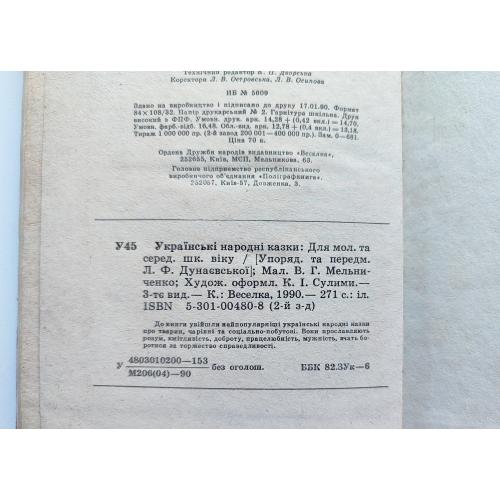 Технічний редактор В. П. Дворська
Коректори Л. В. Островська, Л. В. Осипова
ИБ № 5609
Здано на виробництво і підписано до друку 17.01.90. Формат
84×108/32. Папір друкарський № 2. Гарнітура шкільна. Друк
високий з ФПФ. Умовн. друк. арк. 14,28+(0,42 вкл.)=14,70.
Умовн. фарб.-відб. 16,48. Обл.-вид. арк. 12,78+(0,4 вкл.)=13,18.
Тираж 1 000 000 пр. (2-й завод 200 001—400 000 пр.). Зам. 0—681.
Ціна 70 к.
Ордена Дружби народів видавництво «Веселка»,
252655, Київ, МСП, Мельникова, 63.
Головне підприємство республіканського
виробничого об'єднання «Поліграфкнига»,
252057, Київ-57, Довженка, 3.
У45 Українські народні казки: Для мол. та
серед. шк. віку / [Упоряд. та передм.
Л. Ф. Дунаєвської]; Мал. В. Г. Мельни-
ченко; Худож. оформл. К. І. Сулими.—
3-тє вид.— К.: Веселка, 1990.— 271 с.: іл.
ISBN 5-301-00480-8 (2-й з-д)
До книги увійшли найпопулярніші українські народні казки
про тварин, чарівні та соціально-побутові. Вони прославляють
розум, кмітливість, доброту, працелюбність, мужність, вчать боро-
тися за торжество справедливості.
У 4803010200—153 без оголош. ББК 82.3Ук—6
М206(04)—90